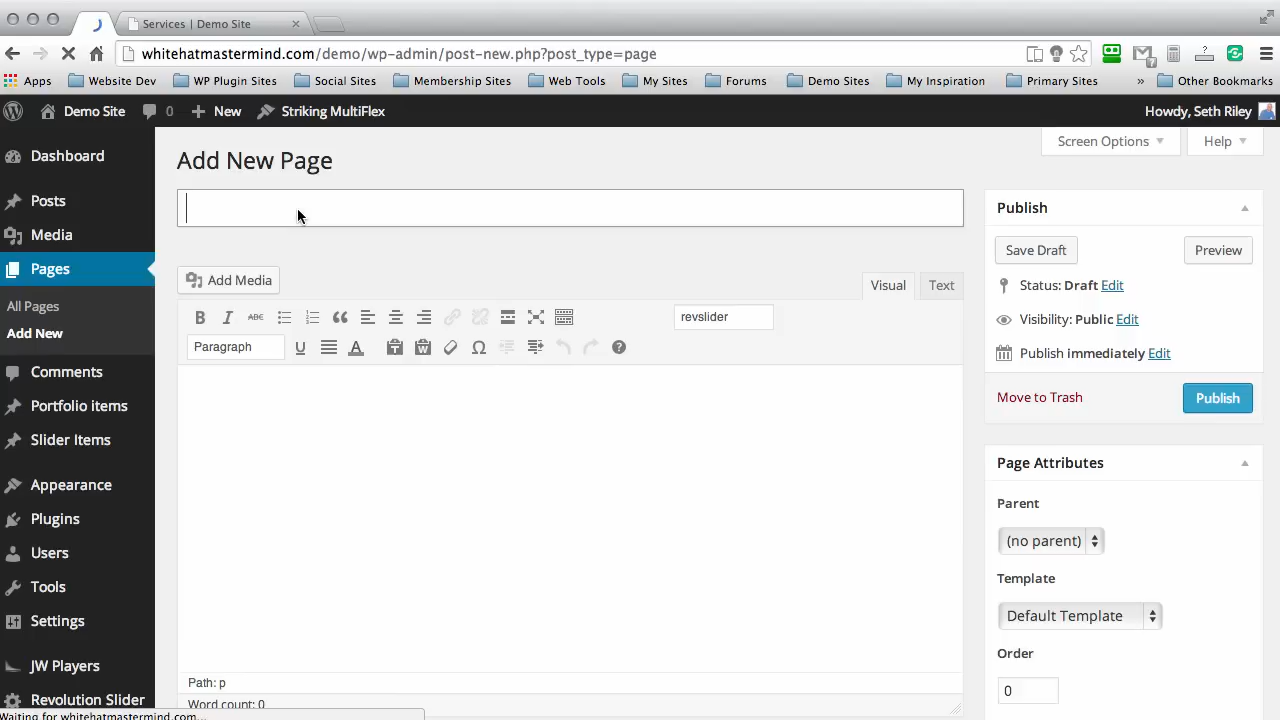 Services | Demo Site
whitehatmastermind.com/demo/wp-admin/post-new.php?post_type=page
Apps Website Dev WP Plugin Sites Social Sites Membership Sites Web Tools My Sites Forums Demo Sites My Inspiration Primary Sites » Other Bookmarks
Demo Site 0 New Striking MultiFlex Howdy, Seth Riley
Screen Options Help
Add New Page
Dashboard
Posts
Media
Pages
All Pages
Add New
Comments
Portfolio items
Slider Items
Appearance
Plugins
Users
Tools
Settings
JW Players
Revolution Slider
Add Media
Visual Text
B I ABC revslider
Paragraph U A
Path: p
Word count: 0
Publish
Save Draft Preview
Status: Draft Edit
Visibility: Public Edit
Publish immediately Edit
Move to Trash Publish
Page Attributes
Parent
(no parent)
Template
Default Template
Order
0
Waiting for whitehatmastermind.com...